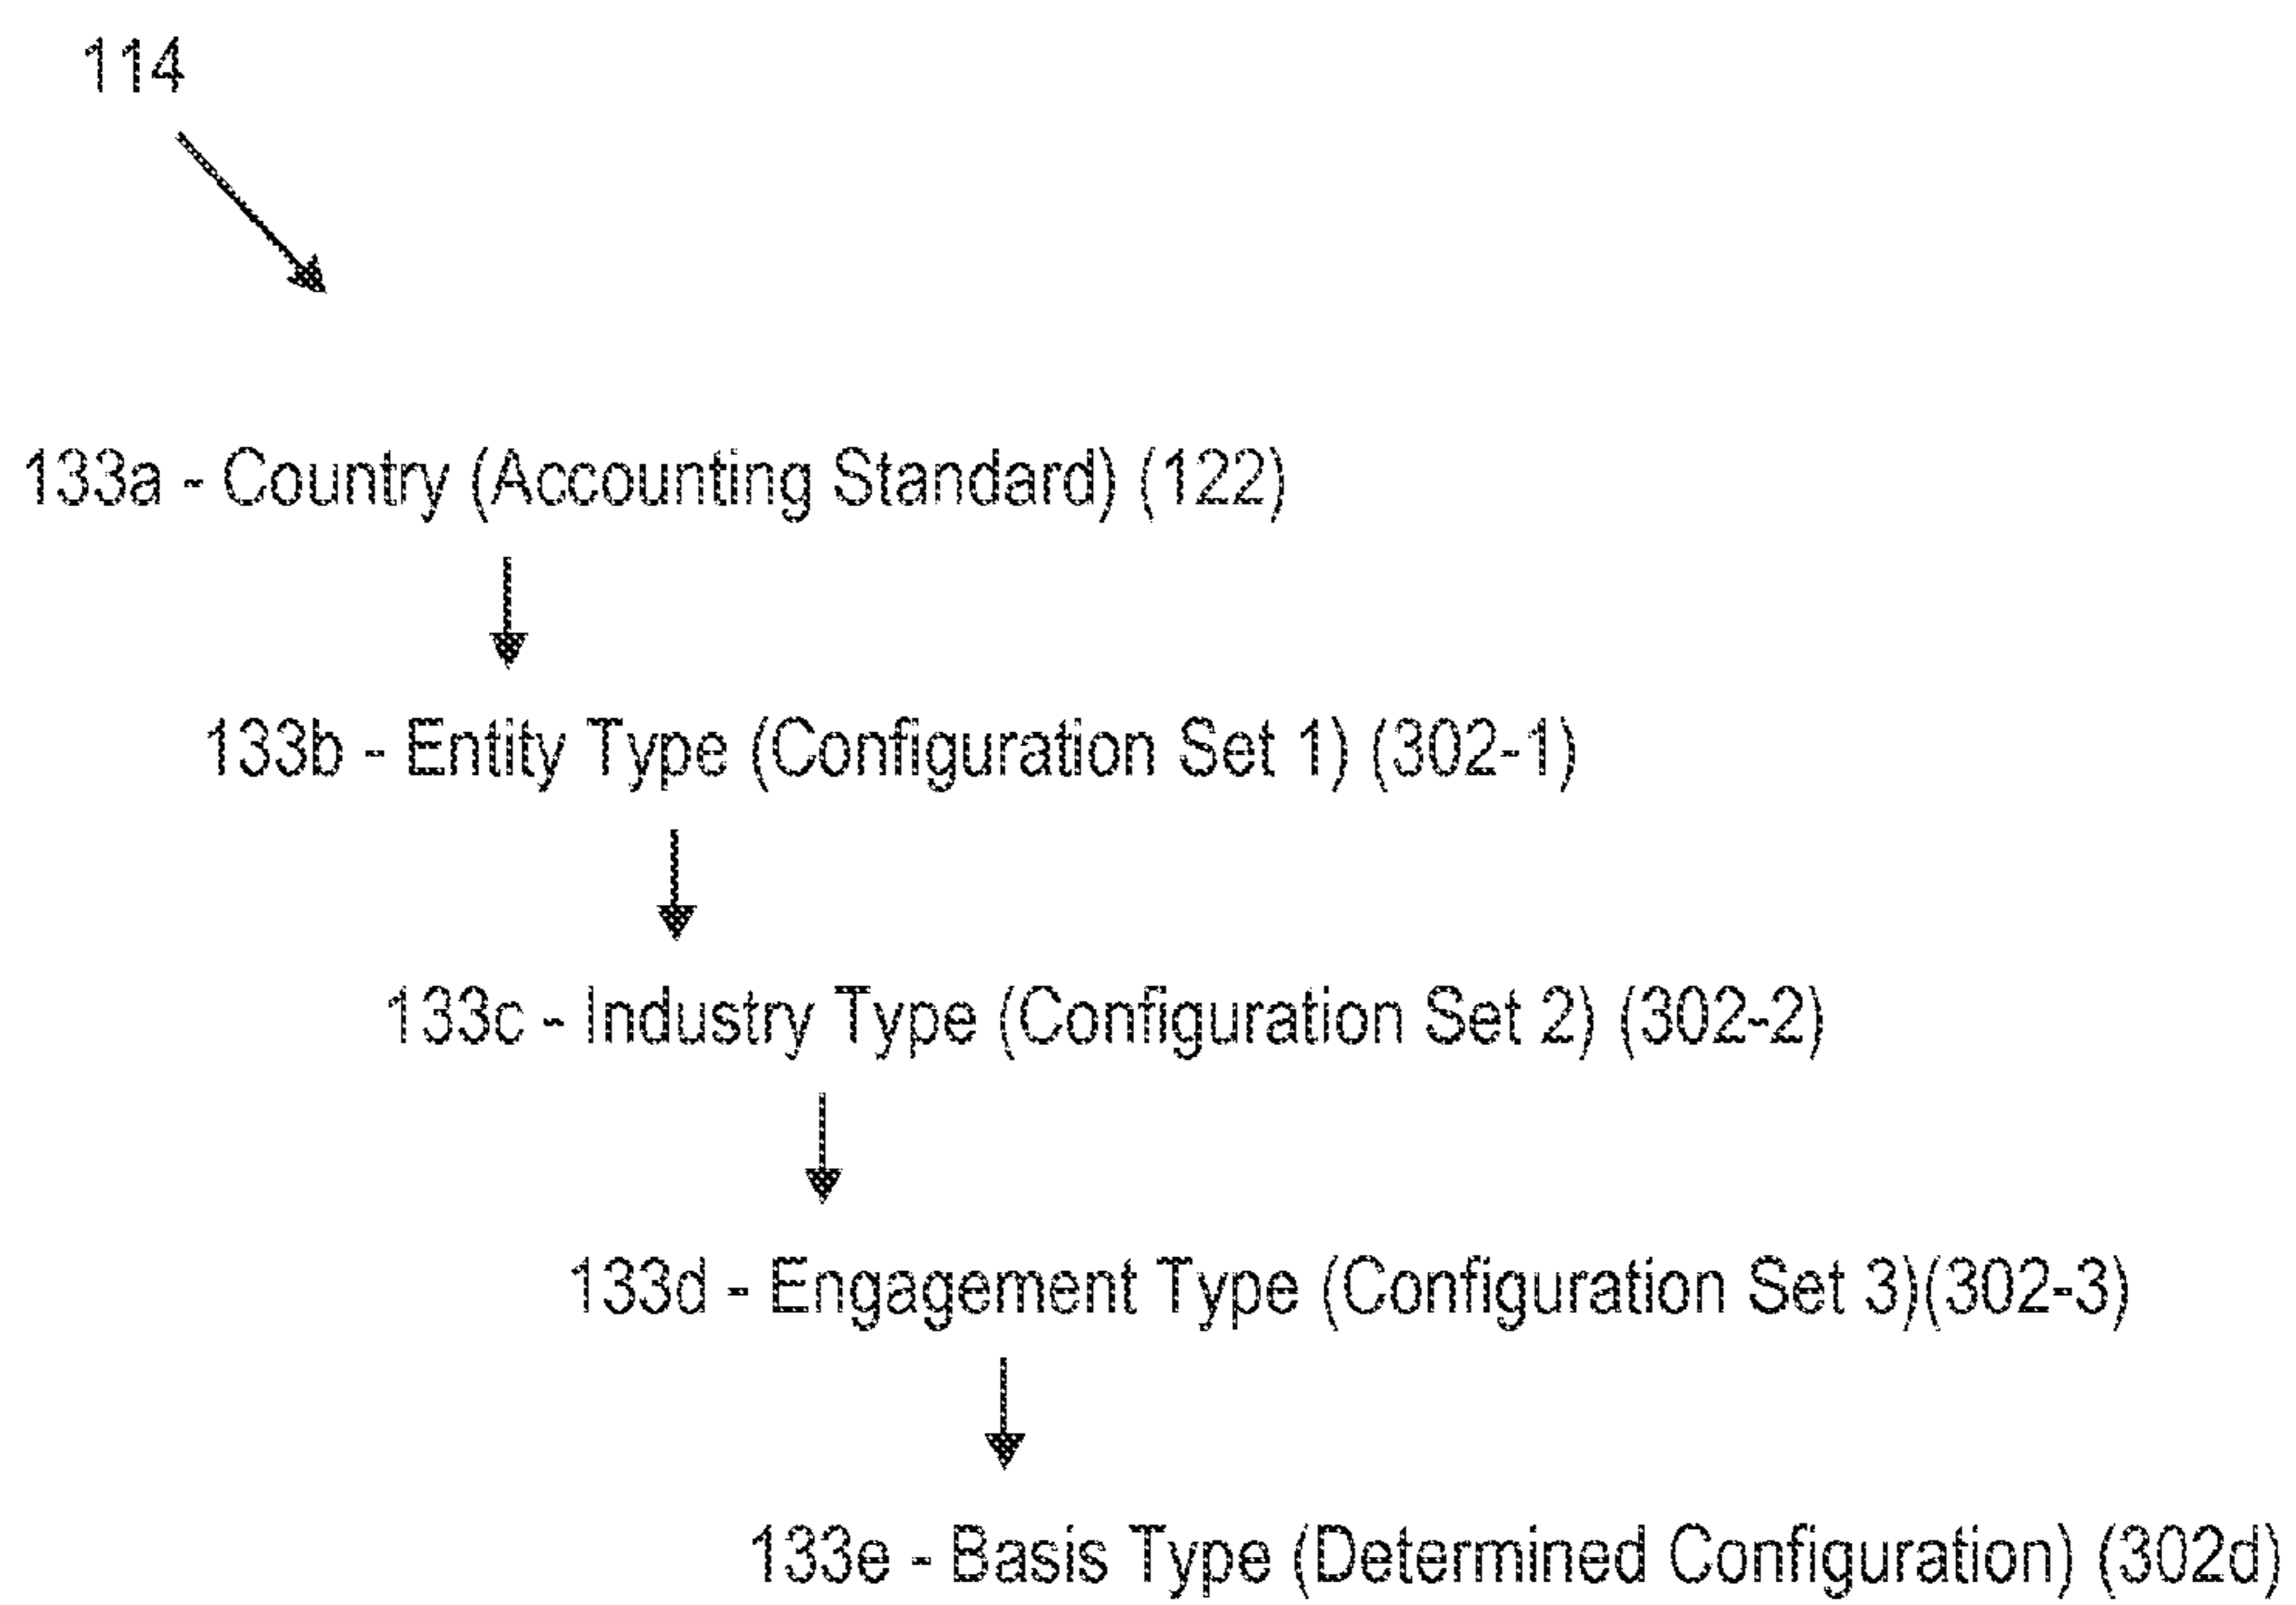 114
133a - Country (Accounting Standard) (122)
133b - Entity Type (Configuration Set 1) (302-1)
133c - Industry Type (Configuration Set 2) (302-2)
133d - Engagement Type (Configuration Set 3)(302-3)
133e - Basis Type (Determined Configuration) (302d)